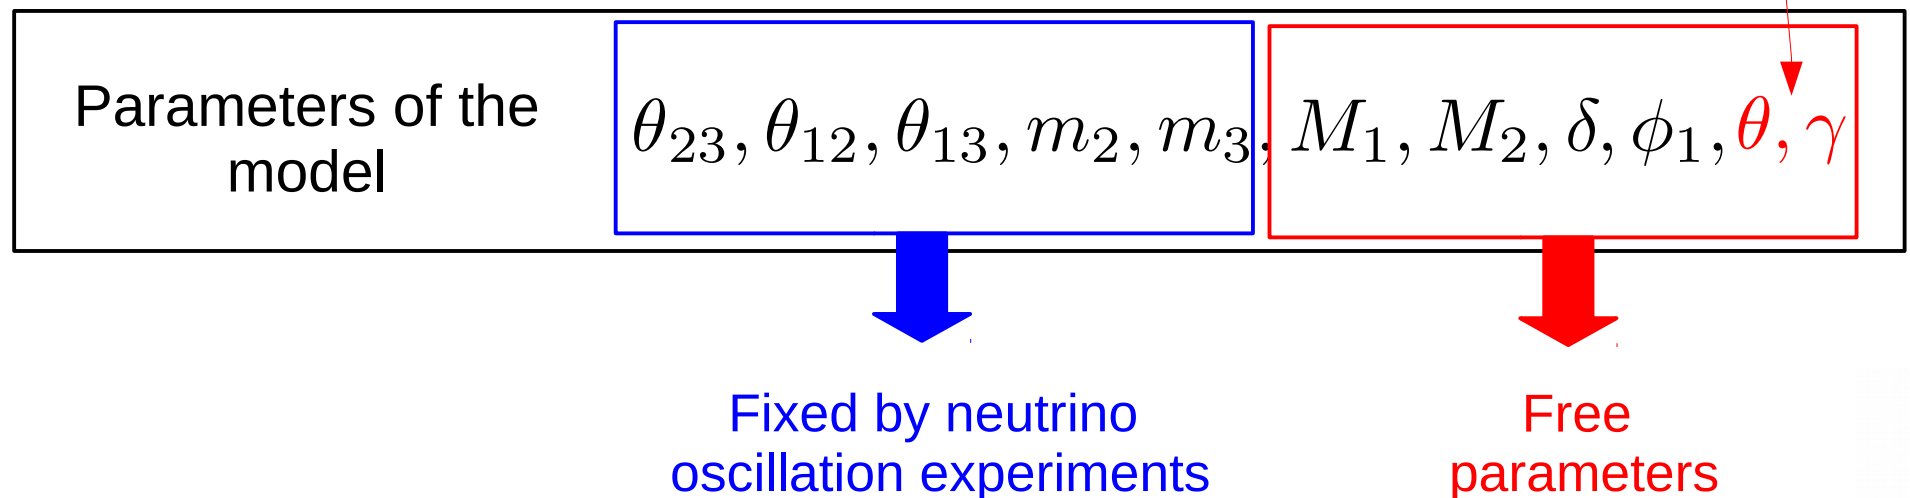 Parameters of the
model
θ₂₃, θ₁₂, θ₁₃, m₂, m₃, M₁, M₂, δ, ϕ₁, θ, γ
Fixed by neutrino
oscillation experiments
Free
parameters